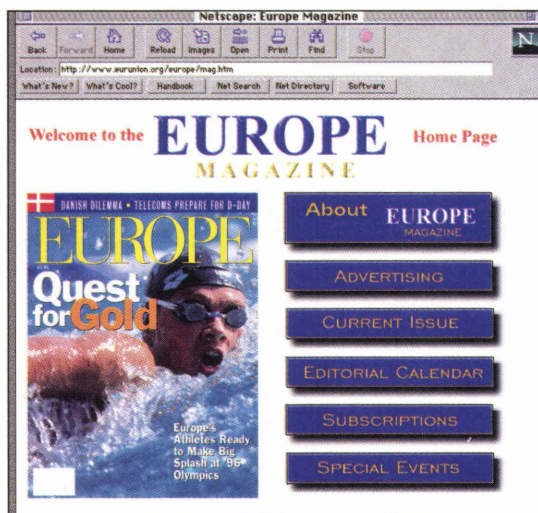 Netscape: Europe Magazine
Back Forward Home Reload Images Open Print Find Stop
N
Location: http://www.eurunion.org/europe/mag.htm
What's New? What's Cool? Handbook Net Search Net Directory Software
Welcome to the EUROPE Home Page
MAGAZINE
DANISH DILEMMA • TELECOMS PREPARE FOR D-DAY
EUROPE
Quest
for Gold
Europe's
Athletes Ready
to Make Big
Splash at '96
Olympics
About EUROPE
MAGAZINE
ADVERTISING
CURRENT ISSUE
EDITORIAL CALENDAR
SUBSCRIPTIONS
SPECIAL EVENTS